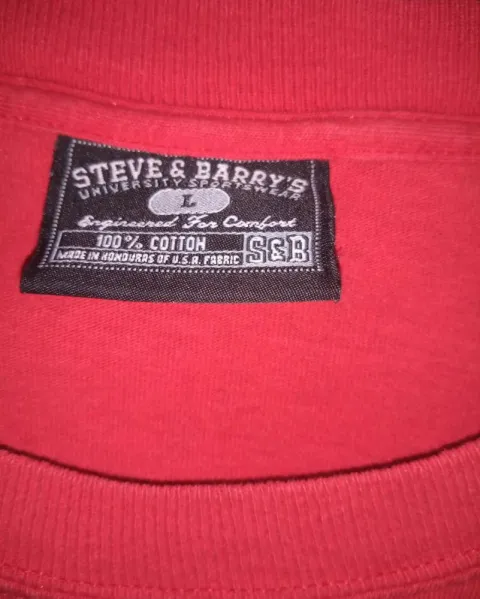 STEVE & BARRY'S
UNIVERSITY SPORTSWEAR
L
Engineered For Comfort
100% COTTON
S&B
MADE IN HONDURAS OF U.S.A. FABRIC